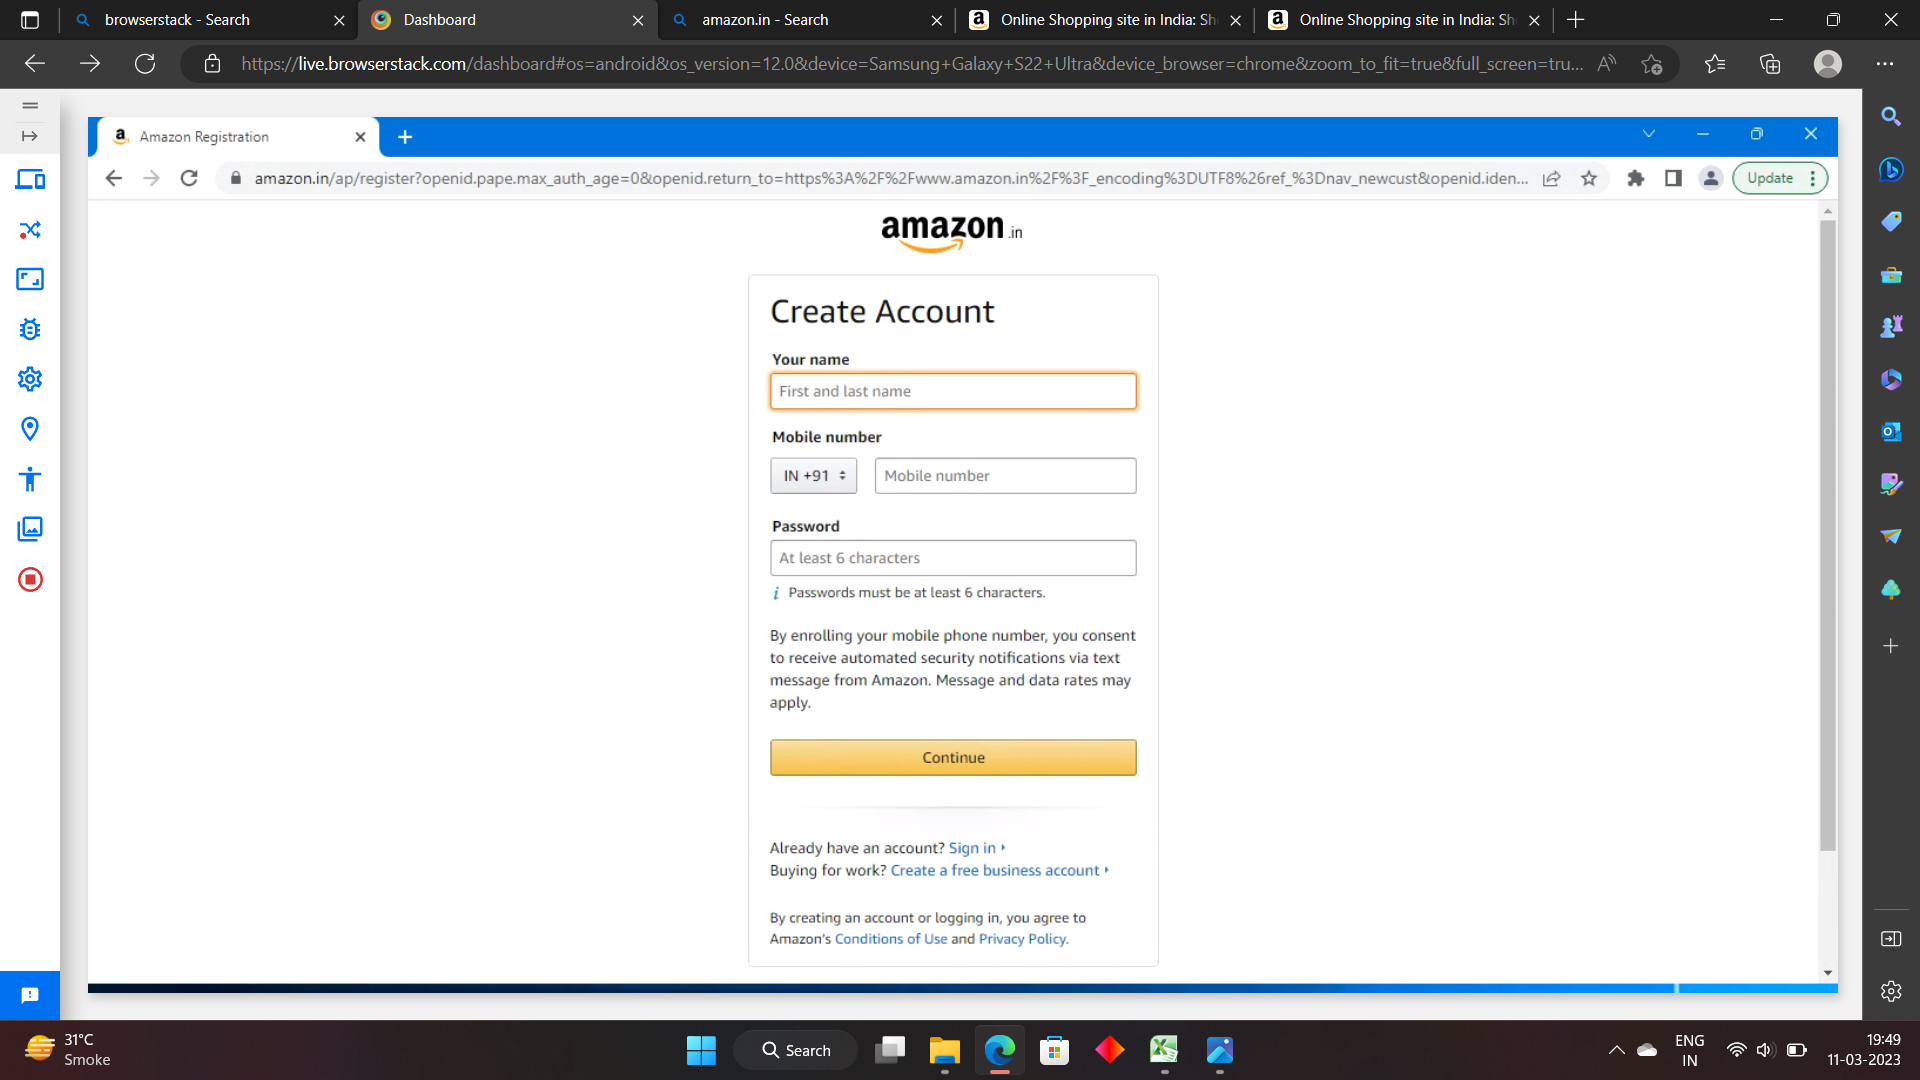 browserstack - Search
Dashboard
amazon.in - Search
Online Shopping site in India: Sh
Online Shopping site in India: Sh
https://live.browserstack.com/dashboard#os=android&os_version=12.0&device=Samsung+Galaxy+S22+Ultra&device_browser=chrome&zoom_to_fit=true&full_screen=tru...
Amazon Registration
amazon.in/ap/register?openid.pape.max_auth_age=0&openid.return_to=https%3A%2F%2Fwww.amazon.in%2F%3F_encoding%3DUTF8%26ref_%3Dnav_newcust&openid.iden...
Update
amazon.in
Create Account
Your name
First and last name
Mobile number
IN +91
Mobile number
Password
At least 6 characters
i Passwords must be at least 6 characters.
By enrolling your mobile phone number, you consent
to receive automated security notifications via text
message from Amazon. Message and data rates may
apply.
Continue
Already have an account? Sign in
Buying for work? Create a free business account
By creating an account or logging in, you agree to
Amazon's Conditions of Use and Privacy Policy.
31°C
Smoke
Search
ENG
IN
19:49
11-03-2023